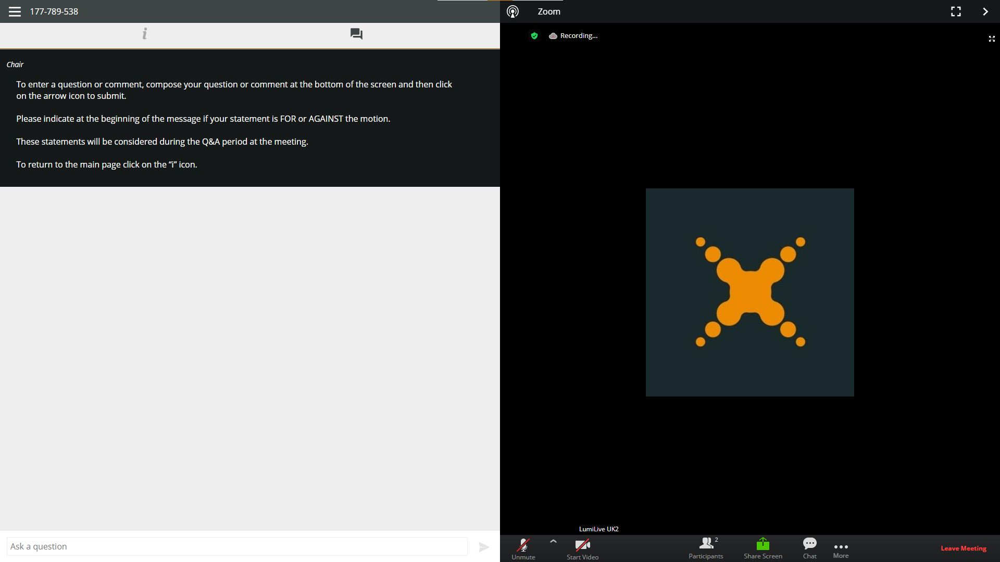 177-789-538
Zoom
i
Recording...
Chair
To enter a question or comment, compose your question or comment at the bottom of the screen and then click
on the arrow icon to submit.
Please indicate at the beginning of the message if your statement is FOR or AGAINST the motion.
These statements will be considered during the Q&A period at the meeting.
To return to the main page click on the “i” icon.
LumiLive UK2
Ask a question
Unmute
Start Video
2
Participants
Share Screen
Chat
More
Leave Meeting